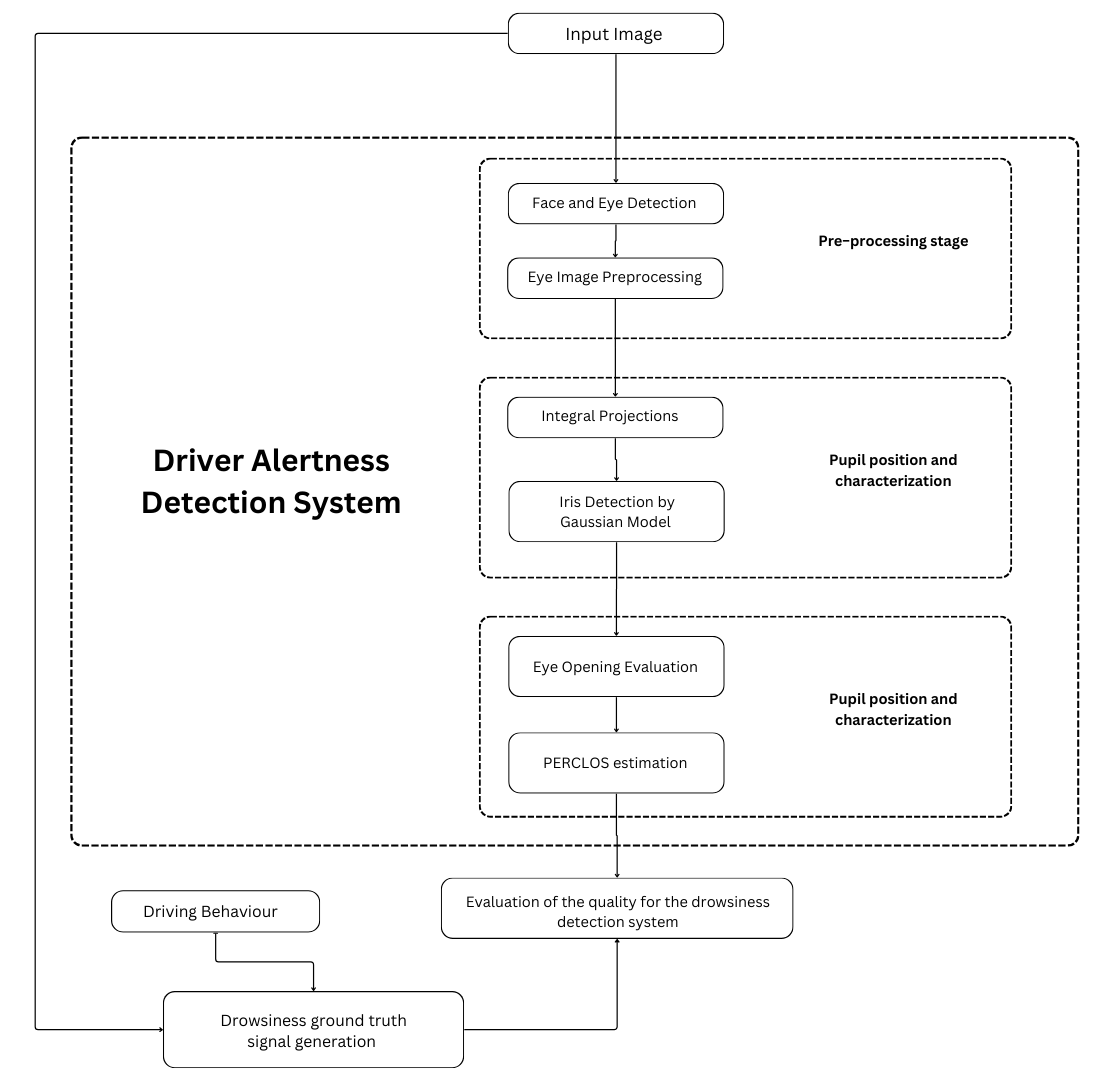 Input Image
Face and Eye Detection
Pre-processing stage
Eye Image Preprocessing
Integral Projections
Pupil position and
characterization
Driver Alertness
Detection System
Iris Detection by
Gaussian Model
Eye Opening Evaluation
Pupil position and
characterization
PERCLOS estimation
Evaluation of the quality for the drowsiness
detection system
Driving Behaviour
Drowsiness ground truth
signal generation